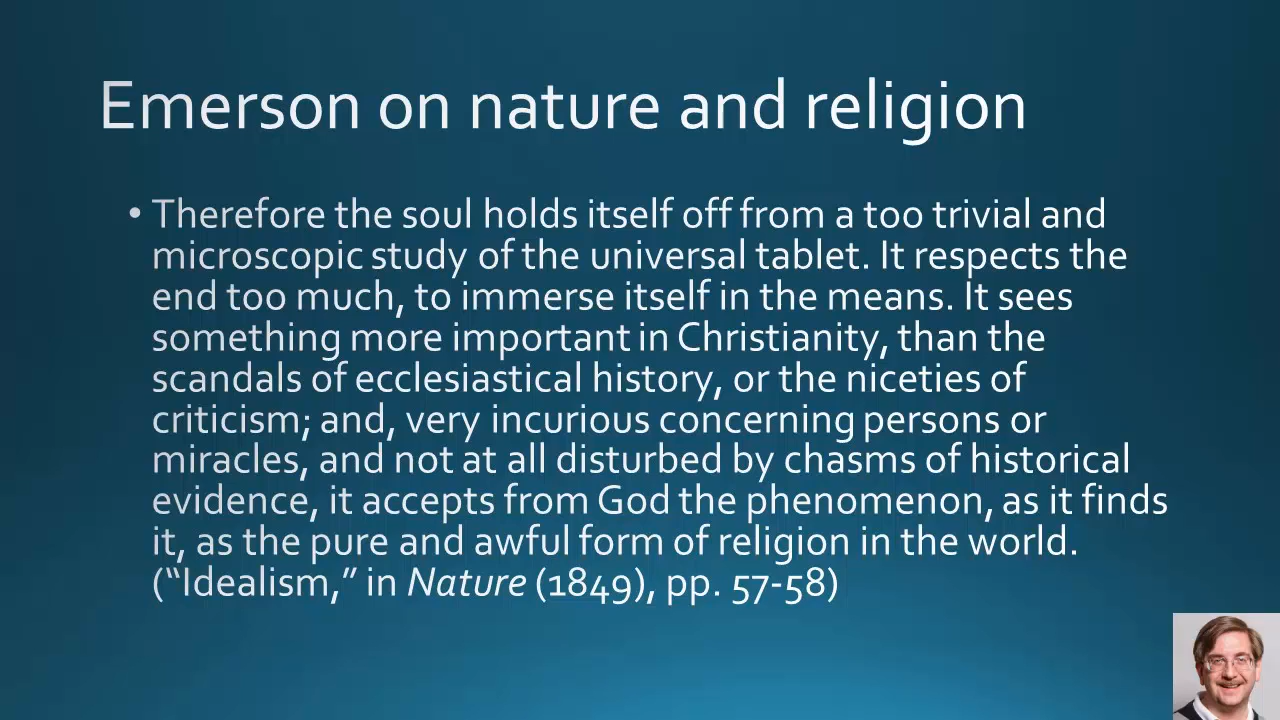 Emerson on nature and religion
• Therefore the soul holds itself off from a too trivial and
microscopic study of the universal tablet. It respects the
end too much, to immerse itself in the means. It sees
something more important in Christianity, than the
scandals of ecclesiastical history, or the niceties of
criticism; and, very incurious concerning persons or
miracles, and not at all disturbed by chasms of historical
evidence, it accepts from God the phenomenon, as it finds
it, as the pure and awful form of religion in the world.
(“Idealism,” in Nature (1849), pp. 57-58)